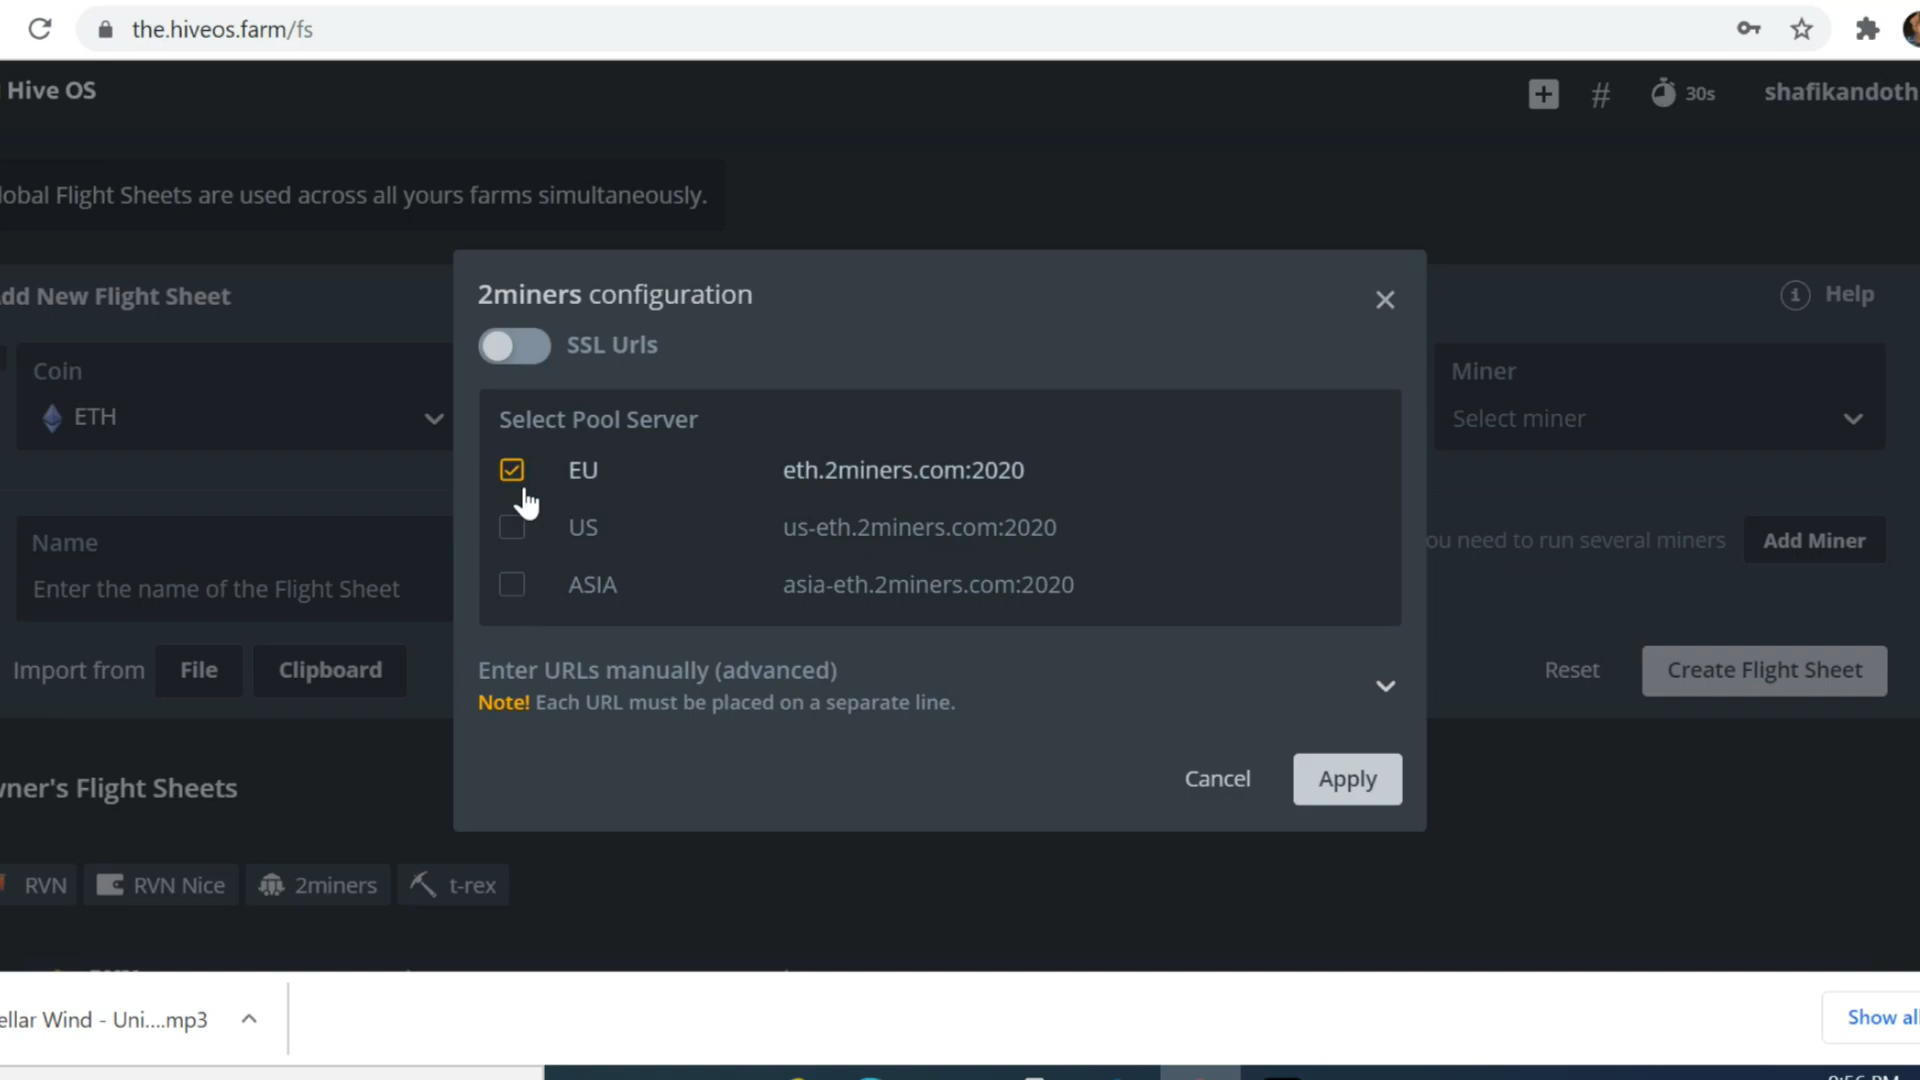 the.hiveos.farm/fs
Hive OS
30s
shafikandoth
lobal Flight Sheets are used across all yours farms simultaneously.
dd New Flight Sheet
2miners configuration
Help
SSL Urls
Coin
ETH
Miner
Select miner
Select Pool Server
EU eth.2miners.com:2020
US us-eth.2miners.com:2020
ASIA asia-eth.2miners.com:2020
Name
Enter the name of the Flight Sheet
ou need to run several miners Add Miner
Import from File Clipboard
Enter URLs manually (advanced)
Note! Each URL must be placed on a separate line.
Reset Create Flight Sheet
Cancel Apply
ner's Flight Sheets
RVN RVN Nice 2miners t-rex
ellar Wind - Uni....mp3
Show all